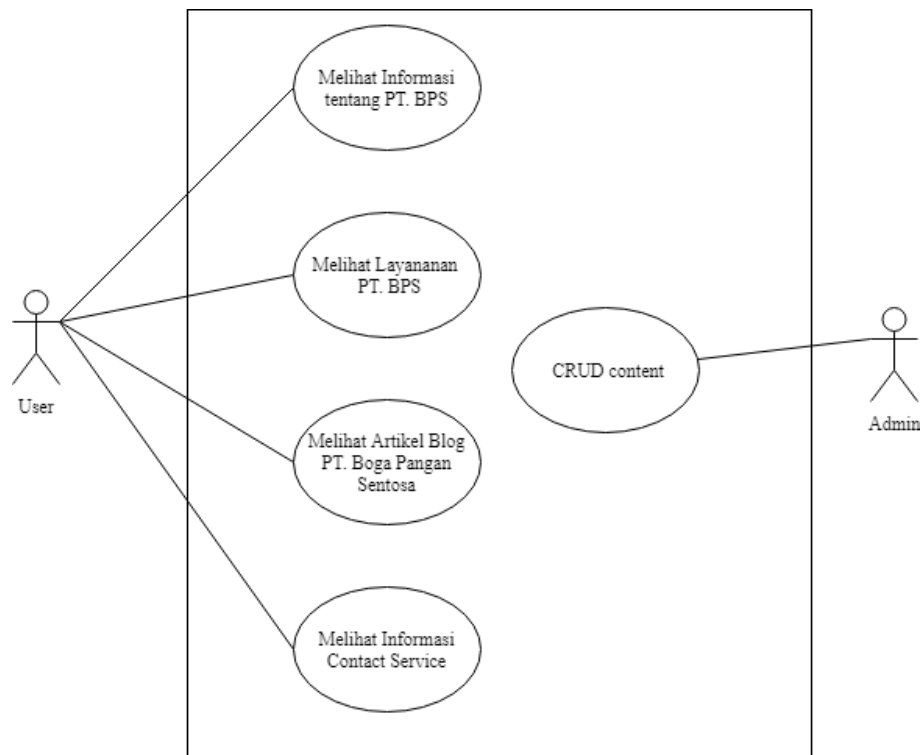 Melihat Informasi
tentang PT. BPS
Melihat Layananan
PT. BPS
User
CRUD content
Admin
Melihat Artikel Blog
PT. Boga Pangan
Sentosa
Melihat Informasi
Contact Service